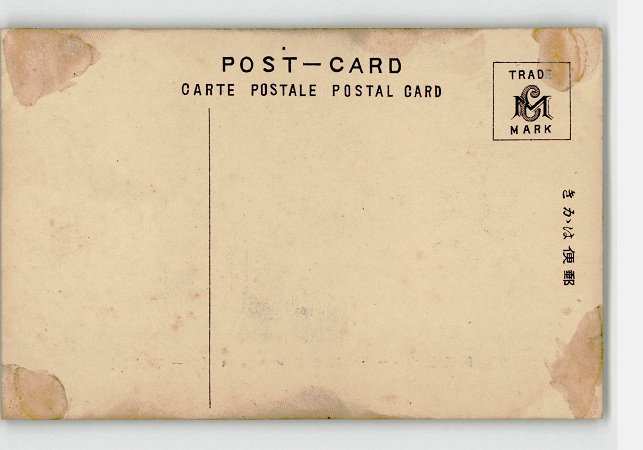 POST-CARD
CARTE POSTALE POSTAL CARD
TRADE
MARK
郵便はかき